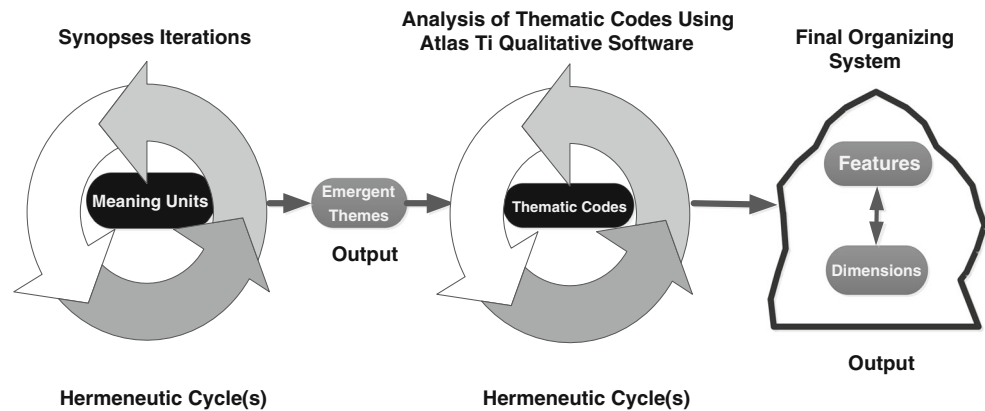 Synopses Iterations
Analysis of Thematic Codes Using
Atlas Ti Qualitative Software
Final Organizing
System
Meaning Units
Emergent
Themes
Output
Thematic Codes
Features
Dimensions
Output
Hermeneutic Cycle(s)
Hermeneutic Cycle(s)